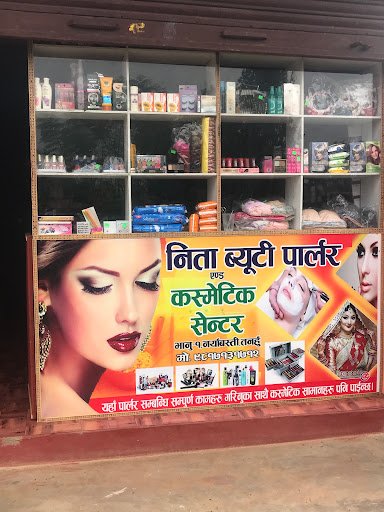 निता ब्यूटी पार्लर
एण्ड
कस्मेटिक
सेन्टर
भानु १ नयाँबस्ती तनहुँ
मो. ९८१७१३१७१२
यहाँ पार्लर सम्बन्धि सम्पुर्ण कामहरु गरिनुका साथै कस्मेटिक सामानहरु पनि पाईन्छ।